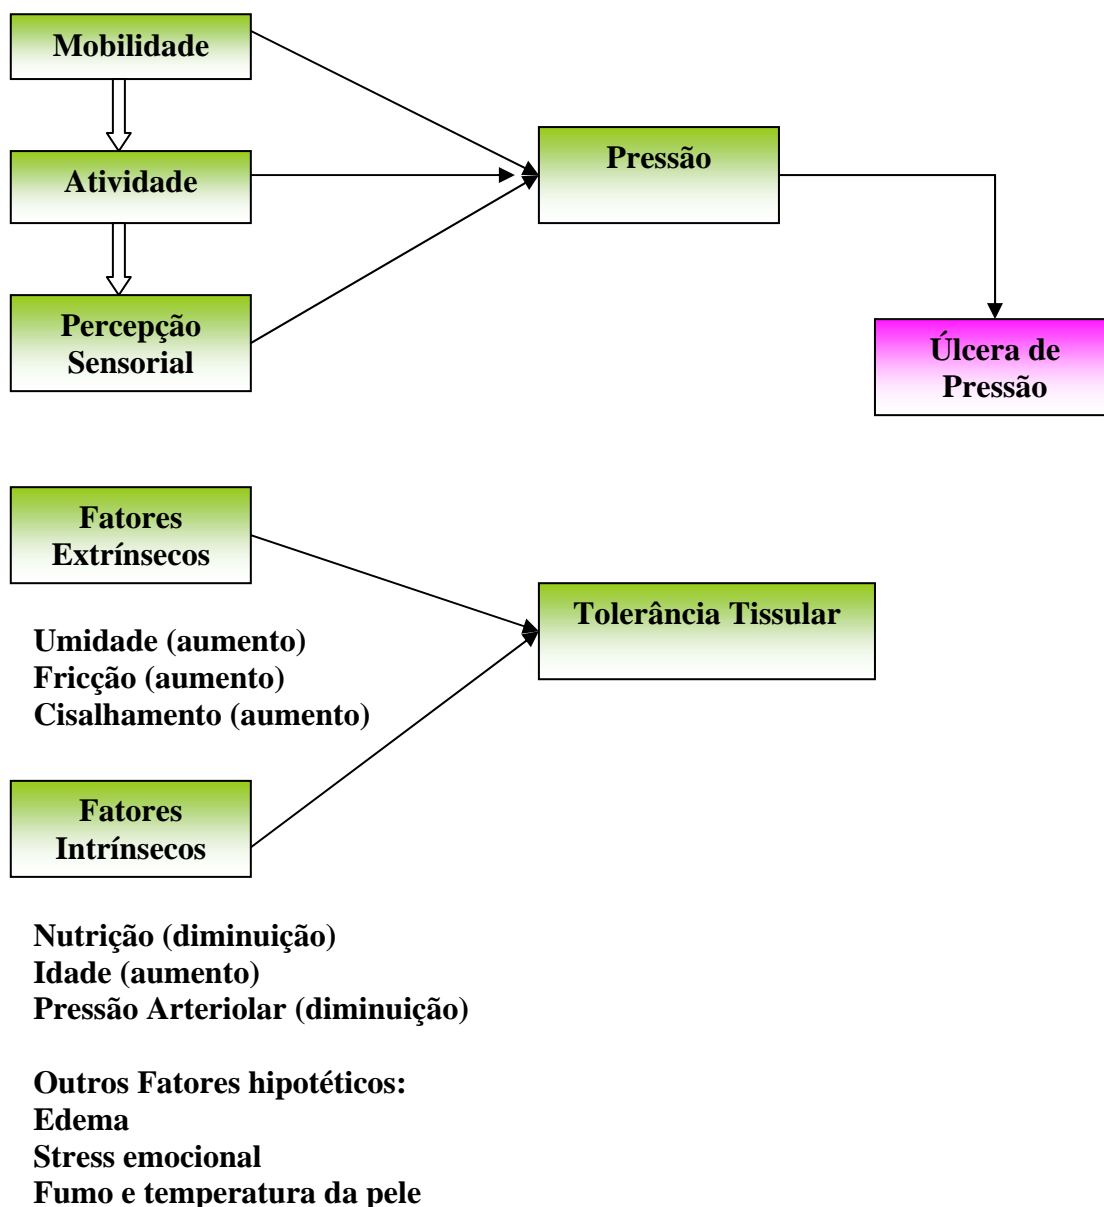 Mobilidade
Atividade
Percepção
Sensorial
Pressão
Úlcera de
Pressão
Fatores
Extrínsecos
Umidade (aumento)
Fricção (aumento)
Cisalhamento (aumento)
Tolerância Tissular
Fatores
Intrínsecos
Nutrição (diminuição)
Idade (aumento)
Pressão Arteriolar (diminuição)
Outros Fatores hipotéticos:
Edema
Stress emocional
Fumo e temperatura da pele